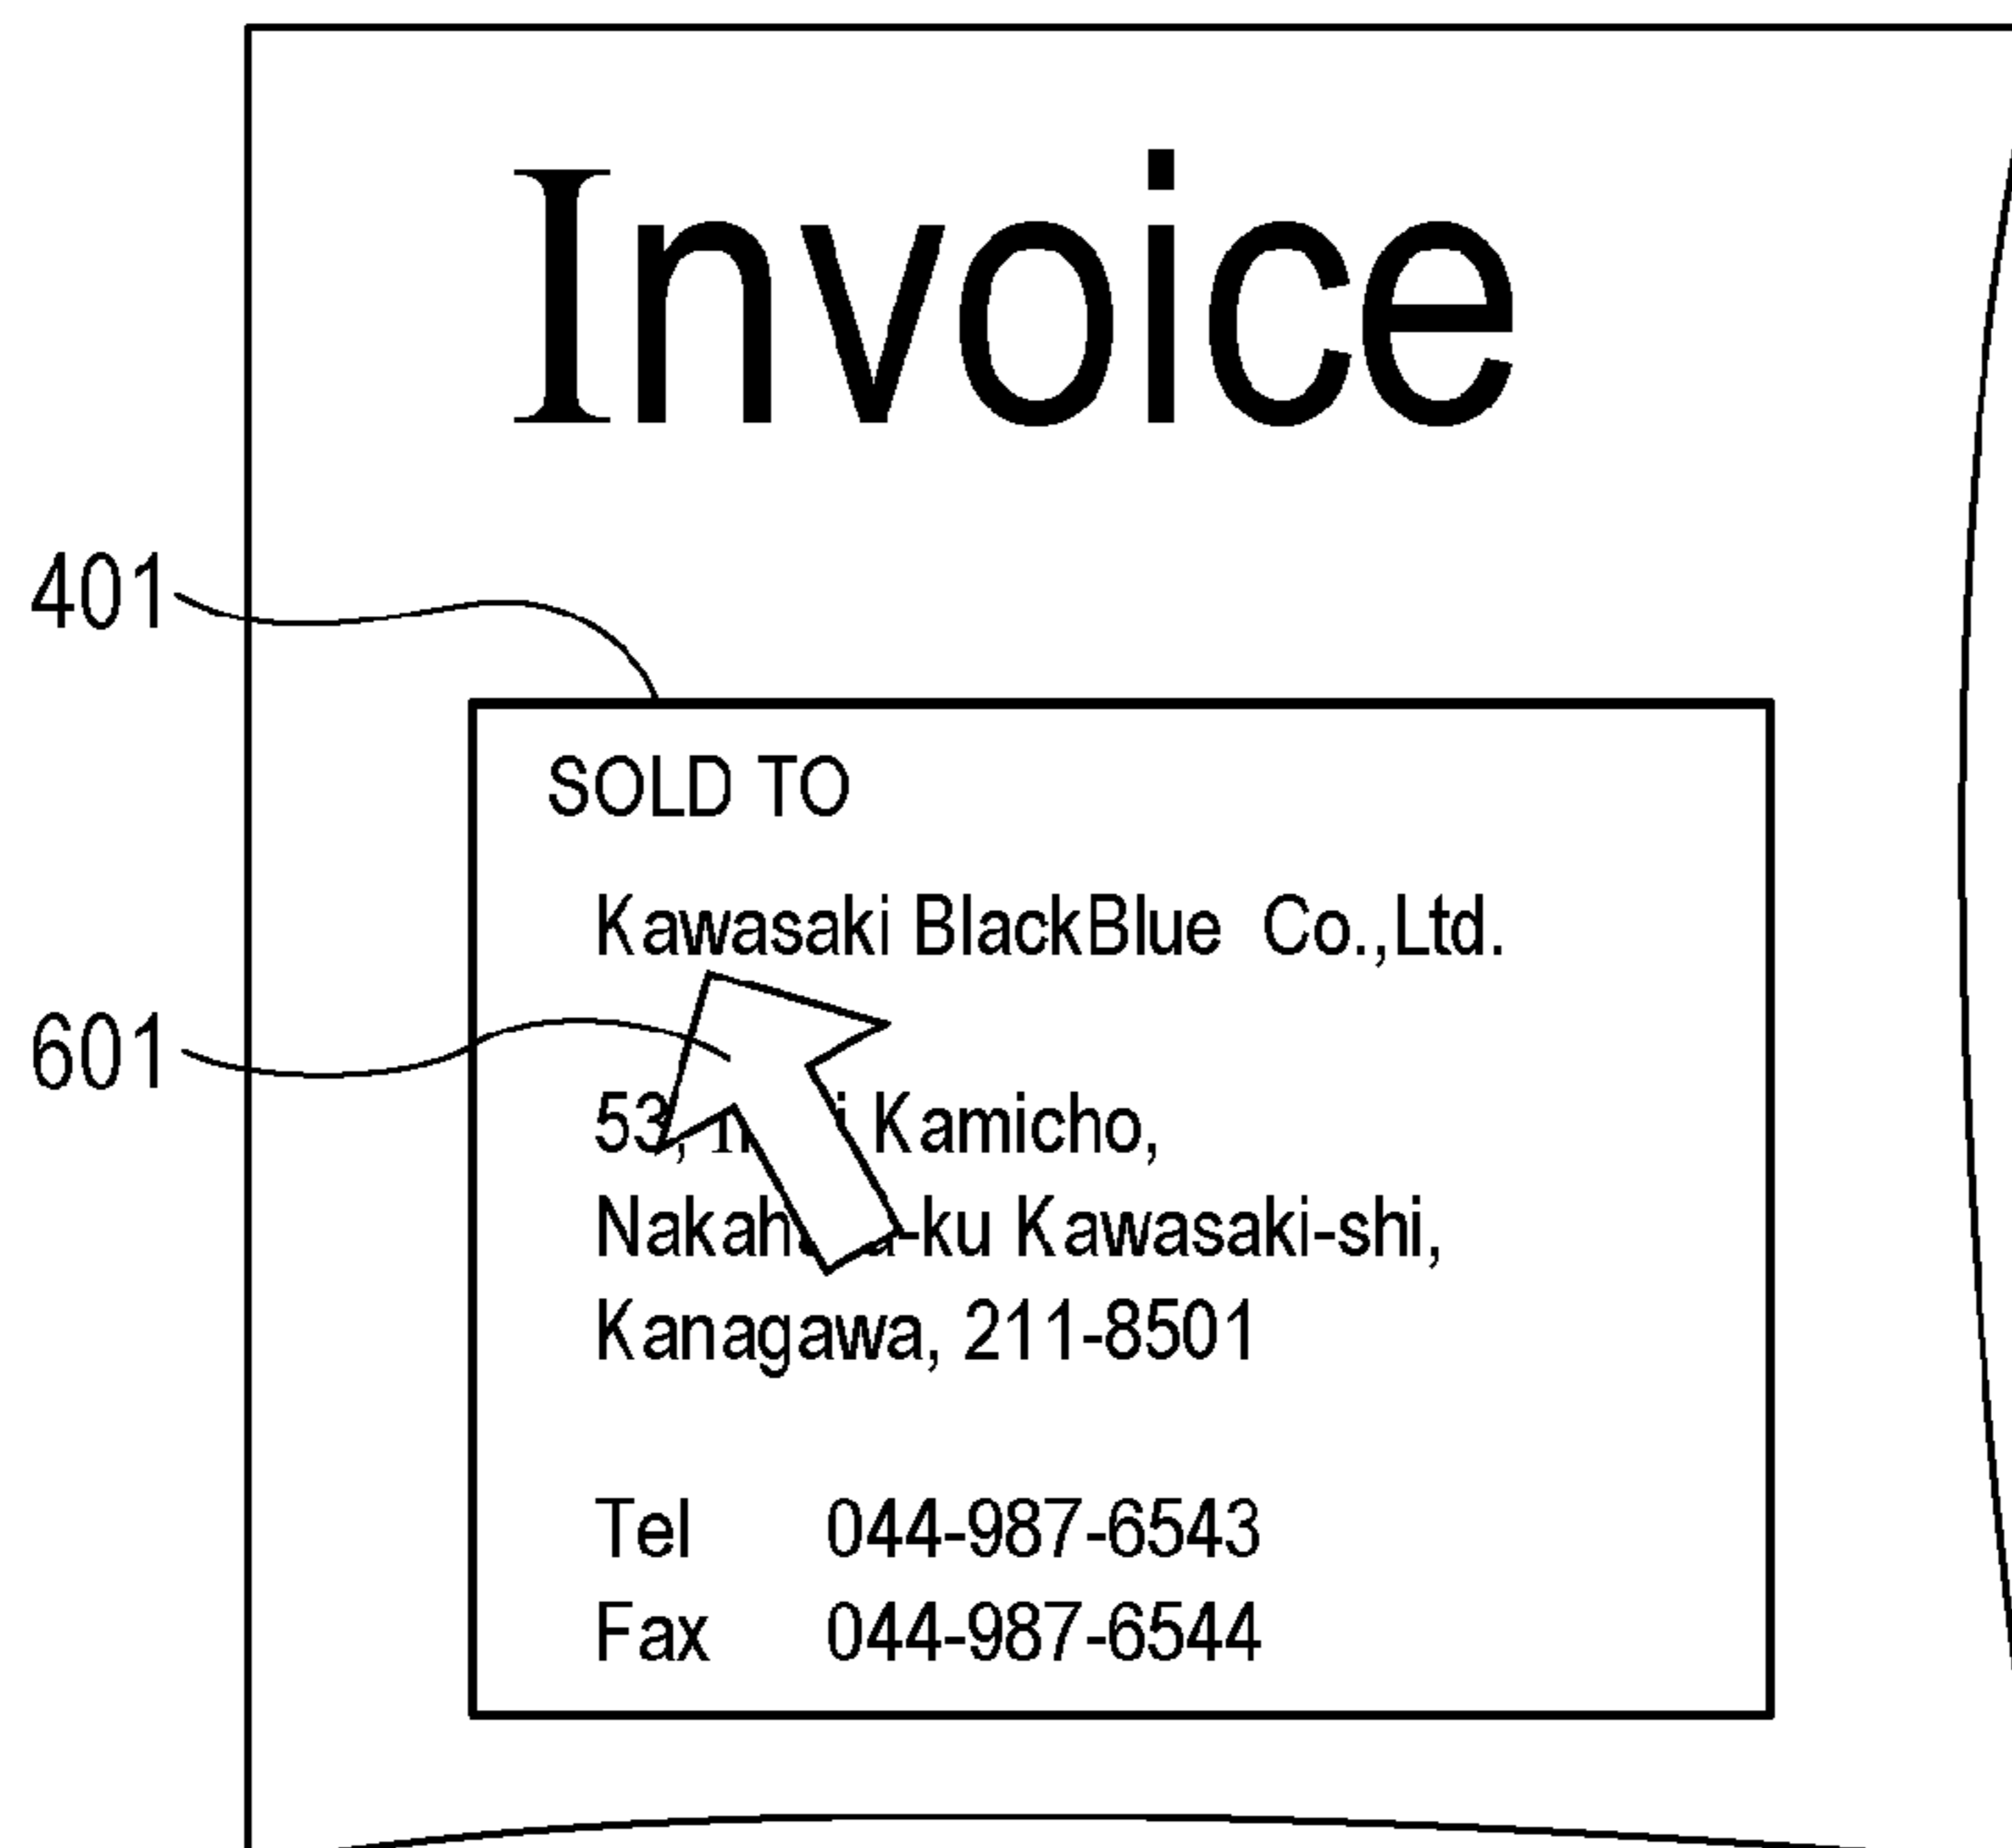 Invoice
401
SOLD TO
Kawasaki BlackBlue Co.,Ltd.
601
53, Kamicho,
-ku Kawasaki-shi,
Kanagawa, 211-8501
Tel 044-987-6543
Fax 044-987-6544